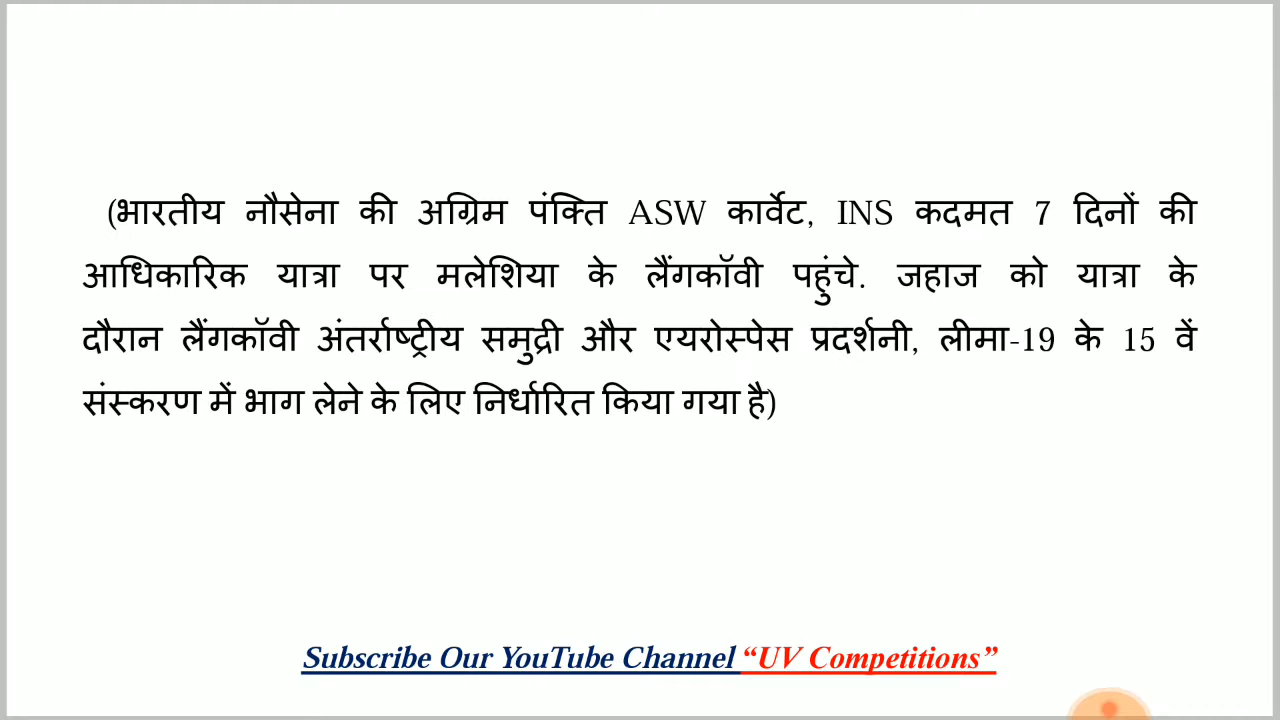 (भारतीय नौसेना की अग्रिम पंक्ति ASW कार्वेट, INS कदमत 7 दिनों की
आधिकारिक यात्रा पर मलेशिया के लैंगकॉवी पहुंचे. जहाज को यात्रा के
दौरान लैंगकॉवी अंतर्राष्ट्रीय समुद्री और एयरोस्पेस प्रदर्शनी, लीमा-19 के 15 वें
संस्करण में भाग लेने के लिए निर्धारित किया गया है)
Subscribe Our YouTube Channel “UV Competitions”